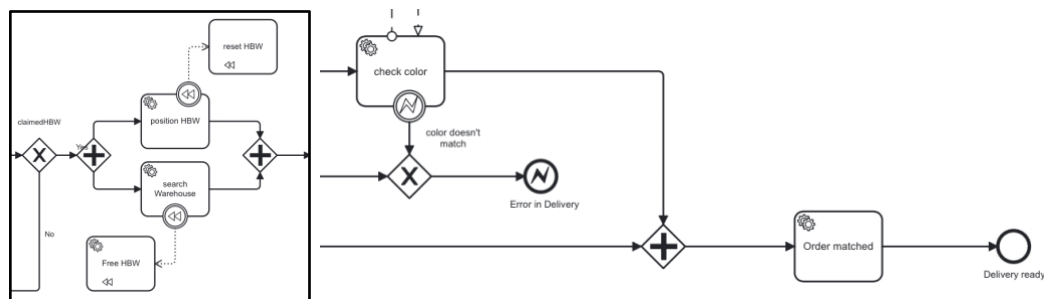 reset HBW
claimedHBW
position HBW
Yes
search
Warehouse
No
Free HBW
check color
color doesn't
match
Error in Delivery
Order matched
Delivery ready